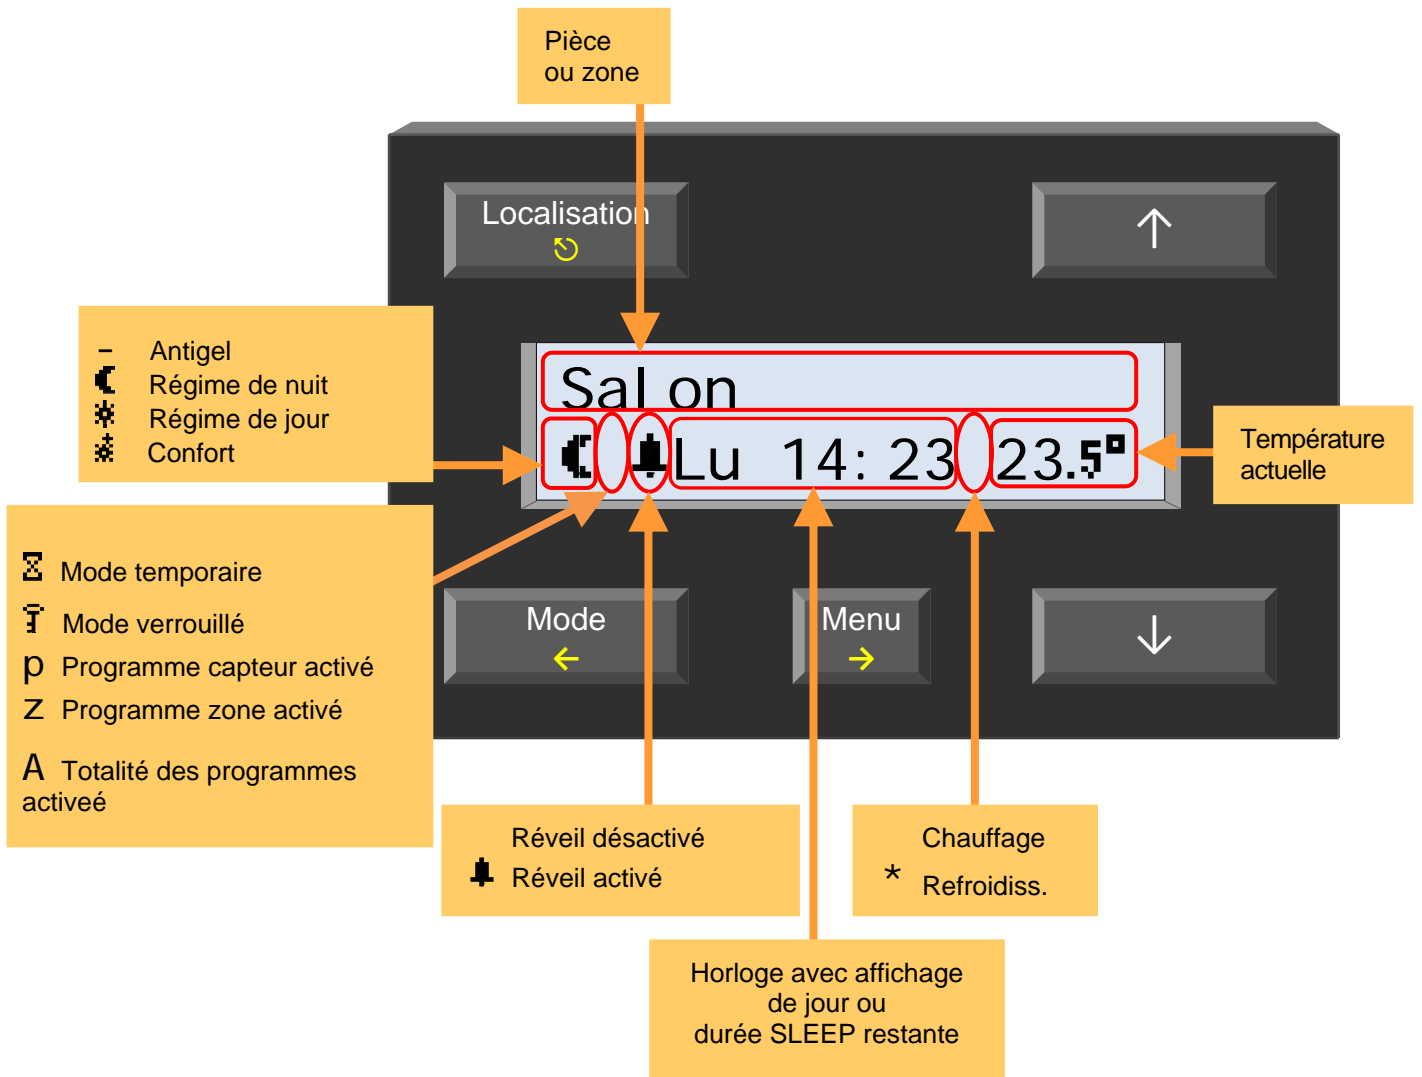 Pièce
ou zone
Localisation
↑
– Antigel
Régime de nuit
Régime de jour
Confort
Salon
Lu 14:23 23.5°
Température
actuelle
Mode temporaire
Mode verrouillé
p Programme capteur activé
z Programme zone activé
A Totalité des programmes
activeé
Mode
←
Menu
→
↓
Réveil désactivé
Réveil activé
Chauffage
* Refroidiss.
Horloge avec affichage
de jour ou
durée SLEEP restante